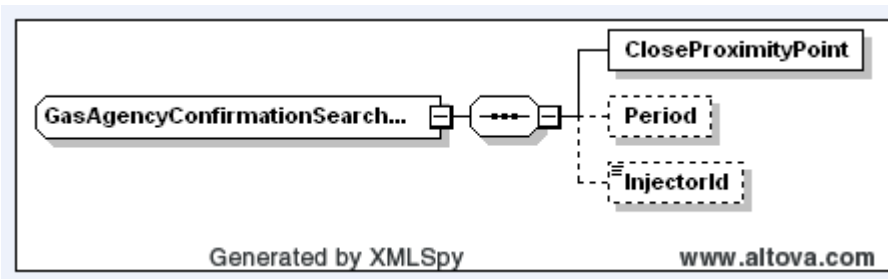 CloseProximityPoint
GasAgencyConfirmationSearch...
Period
InjectorId
Generated by XMLSpy www.altova.com